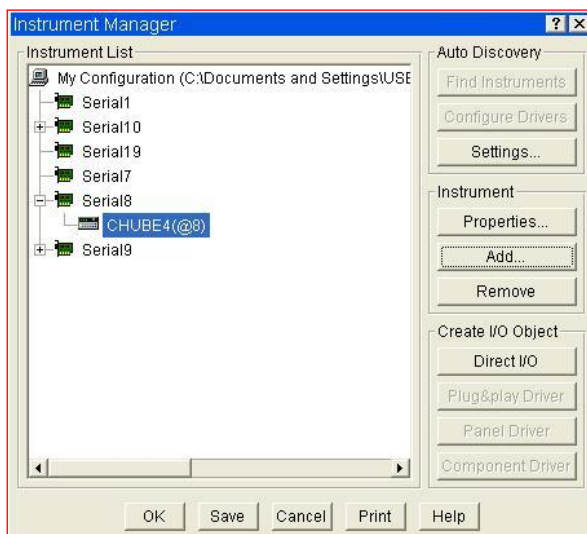 Instrument Manager
Instrument List
My Configuration (C:\Documents and Settings\USE
Serial1
Serial10
Serial19
Serial7
Serial8
CHUBE4(@8)
Serial9
Auto Discovery
Find Instruments
Configure Drivers
Settings...
Instrument
Properties...
Add...
Remove
Create I/O Object
Direct I/O
Plug&play Driver
Panel Driver
Component Driver
OK
Save
Cancel
Print
Help